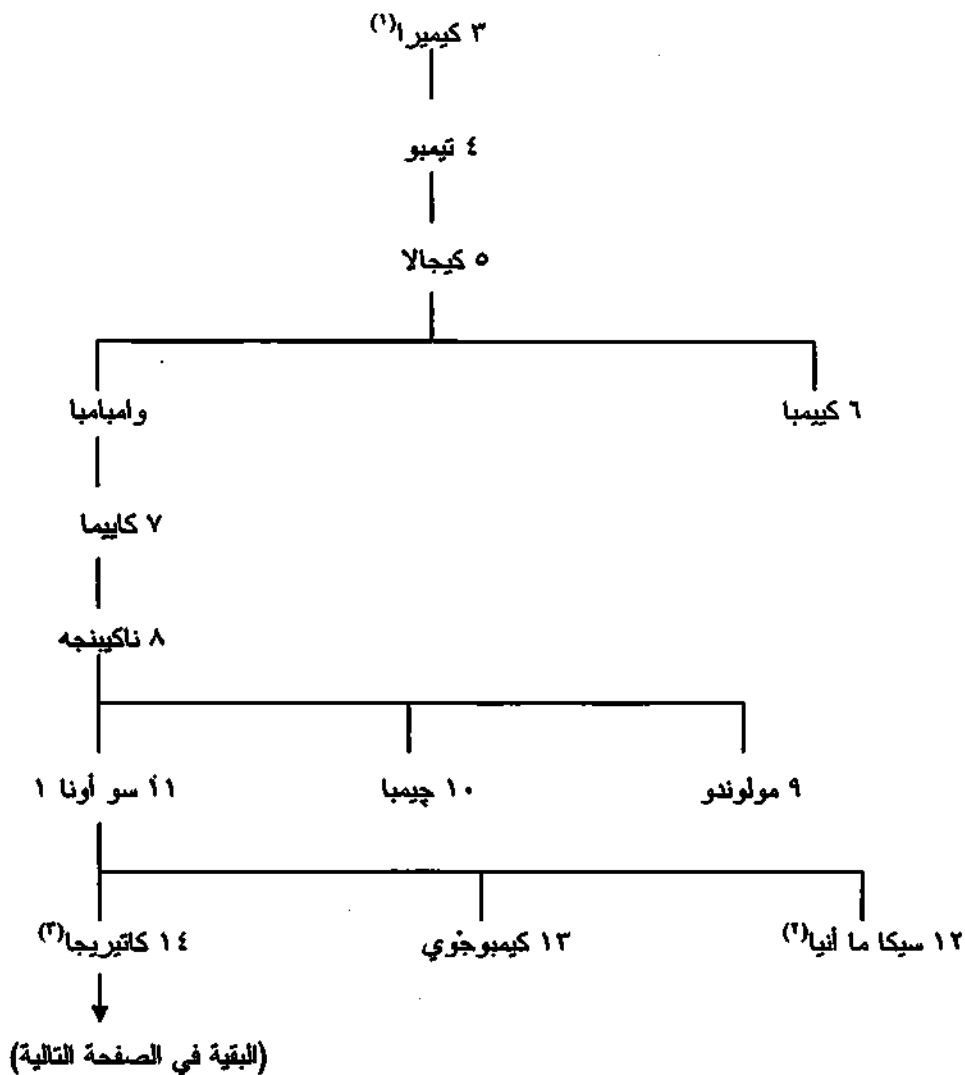 ٣ كيميرا(١)
٤ تيمبو
٥ كيجالا
٦ كييمبا وامبامبا
٧ كاييما
٨ ناكيبنجه
٩ مولوندو ١٠ چيمبا ١١ سو أونا ١
١٢ سيكا ما أنيا(٢) ١٣ كيمبوجوي ١٤ كاتيريجا(٣)
(البقية في الصفحة التالية)